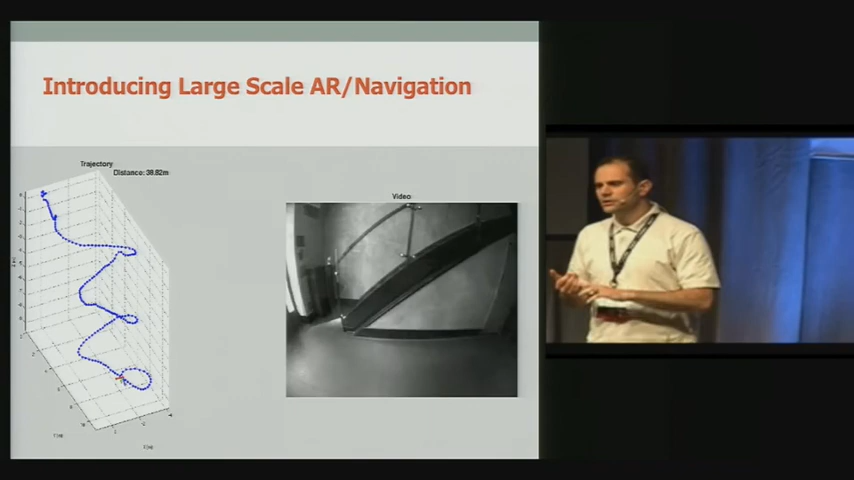 Introducing Large Scale AR/Navigation
Trajectory
Distance: 38.82m
Video